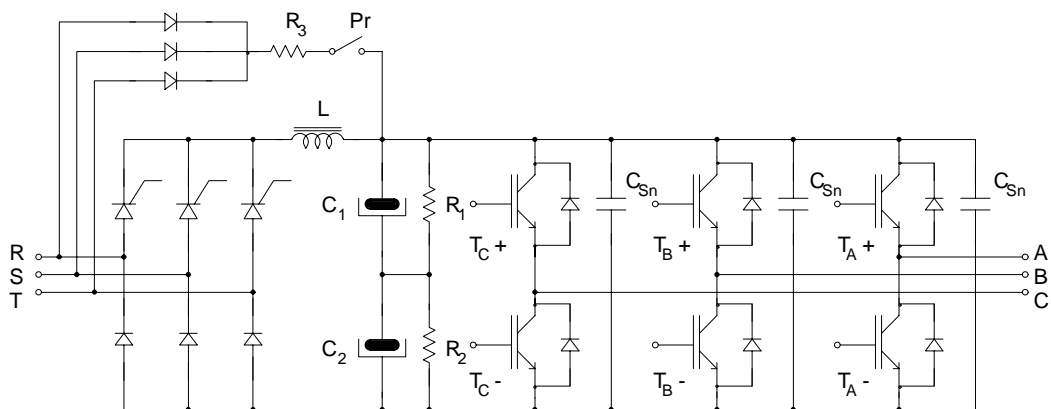 R3 Pr
L
C1 R1 CSn CSn CSn
R TC + TB + TA + A
S B
T C
C2 R2
TC - TB - TA -